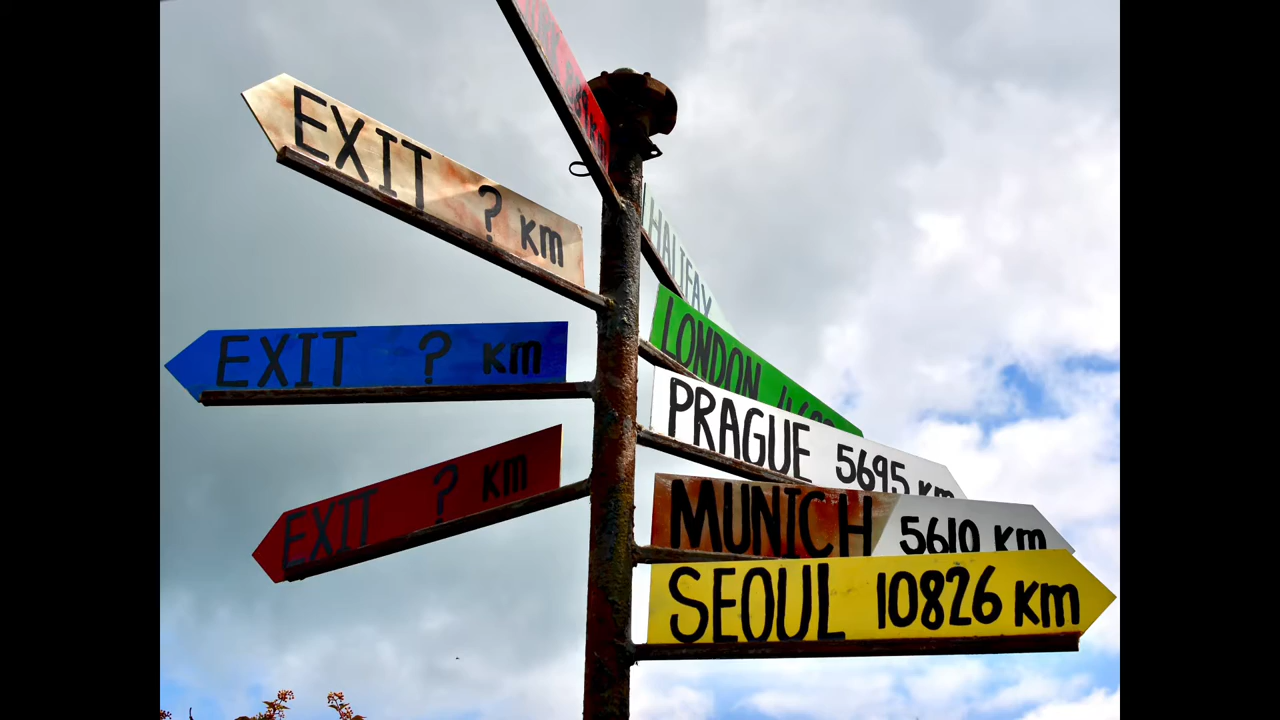 EXIT ? km
EXIT ? km
EXIT ? km
HALIFAX
LONDON
PRAGUE 5695 km
MUNICH 5610 km
SEOUL 10826 km